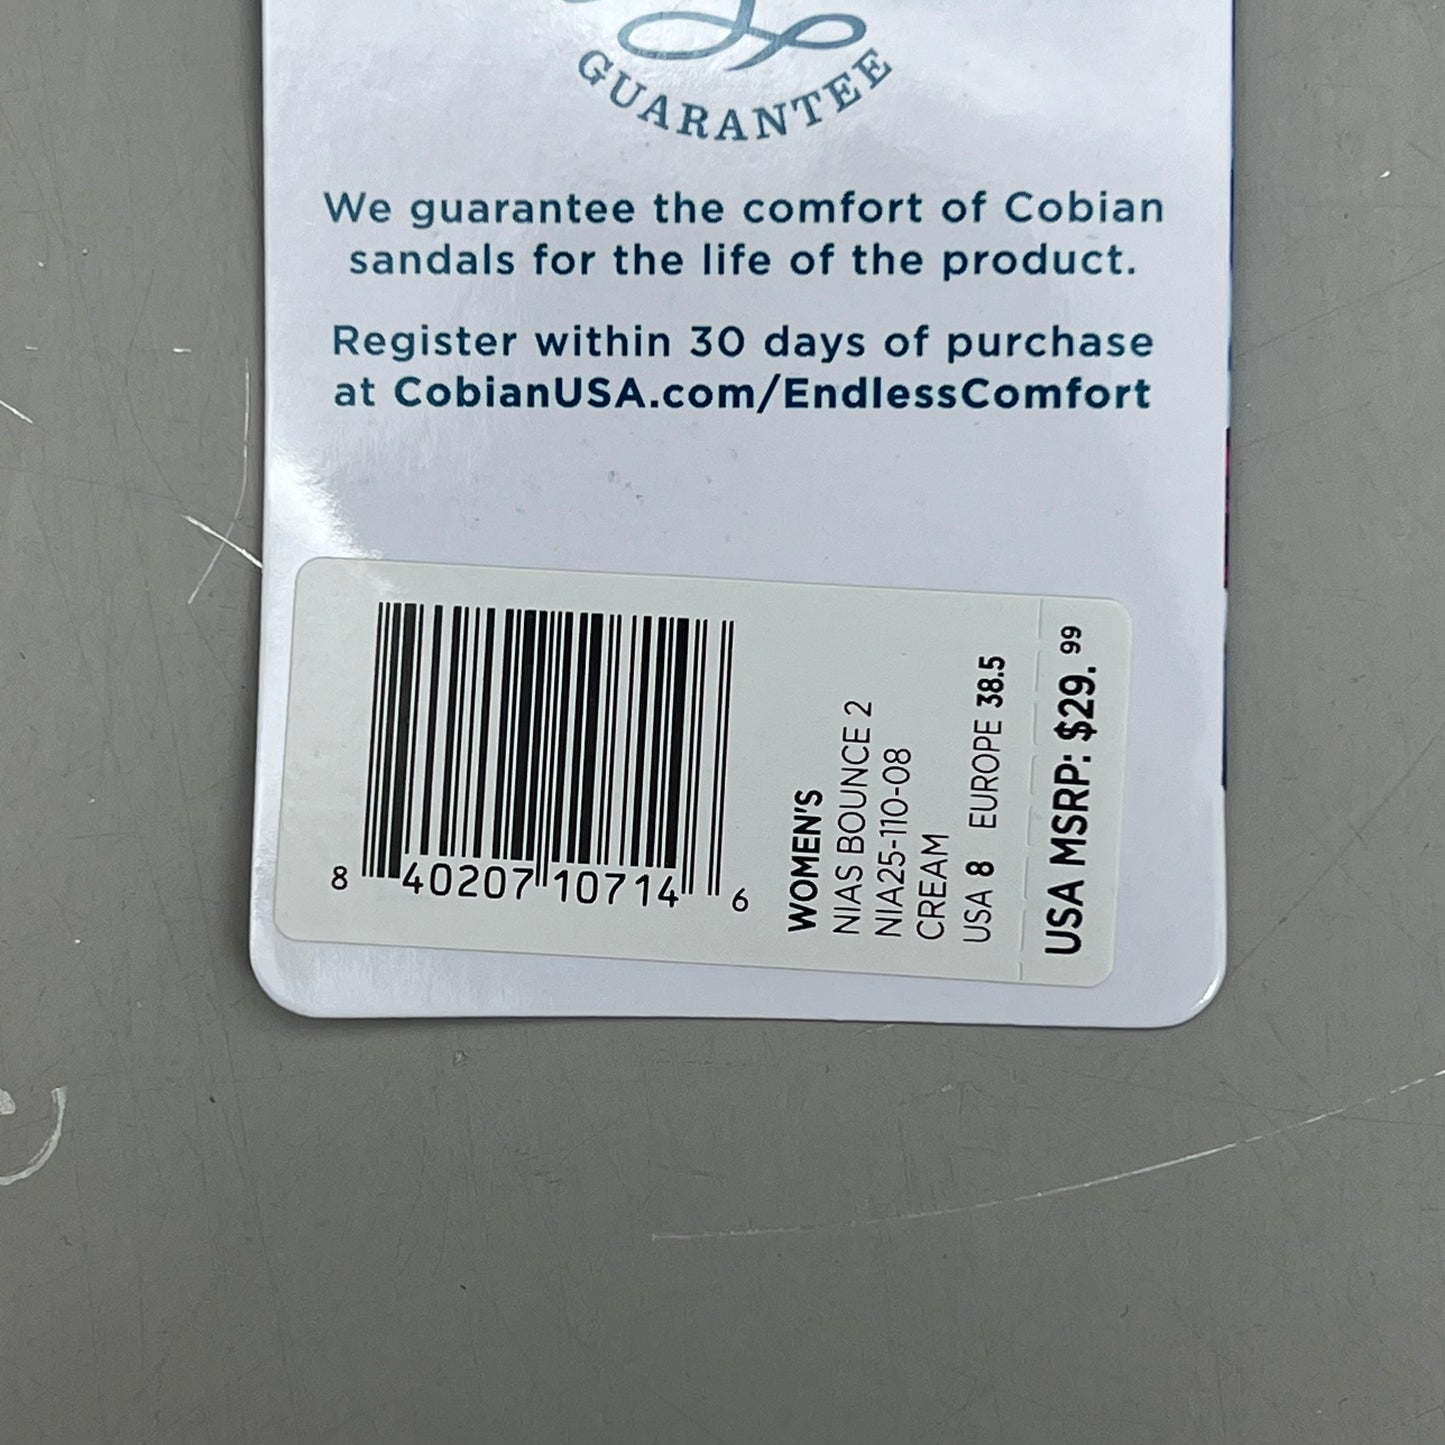 GUARANTEE
We guarantee the comfort of Cobian
sandals for the life of the product.
Register within 30 days of purchase
at CobianUSA.com/EndlessComfort
8 40207 10714 6
WOMEN'S
NIAS BOUNCE 2
NIA25-110-08
CREAM
USA 8 EUROPE 38.5
USA MSRP: $29.99